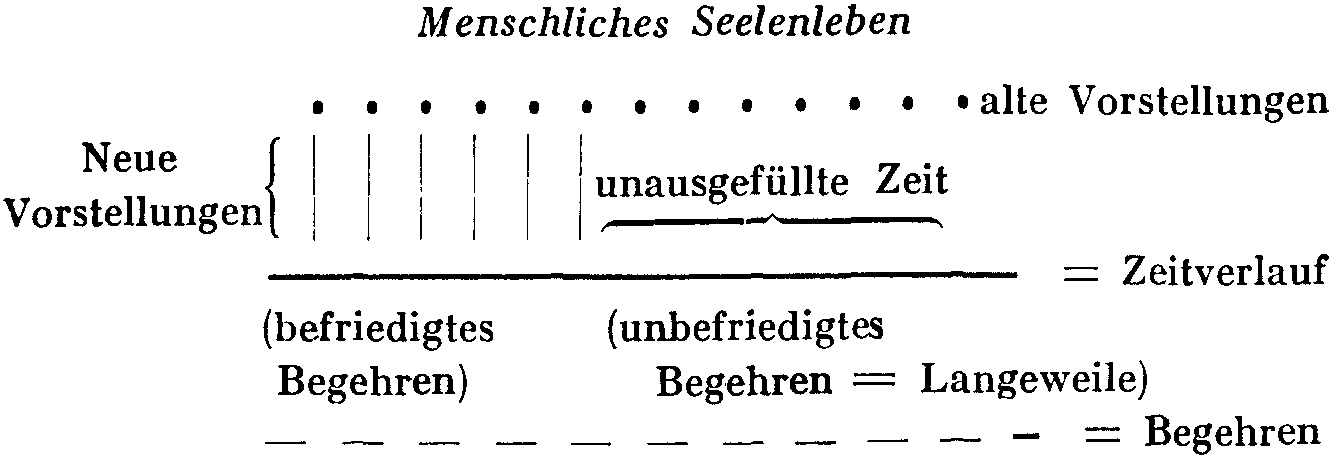 Menschliches Seelenleben
alte Vorstellungen
Neue
Vorstellungen
unausgefüllte Zeit
= Zeitverlauf
(befriedigtes
Begehren)
(unbefriedigtes
Begehren = Langeweile)
= Begehren